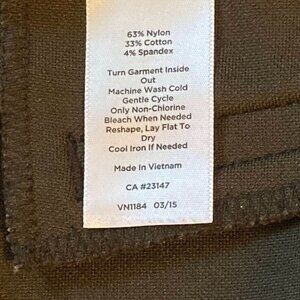 63% Nylon
33% Cotton
4% Spandex
Turn Garment Inside
Out
Machine Wash Cold
Gentle Cycle
Only Non-Chlorine
Bleach When Needed
Reshape, Lay Flat To
Dry
Cool Iron If Needed
Made In Vietnam
CA #23147
VN1184 03/15